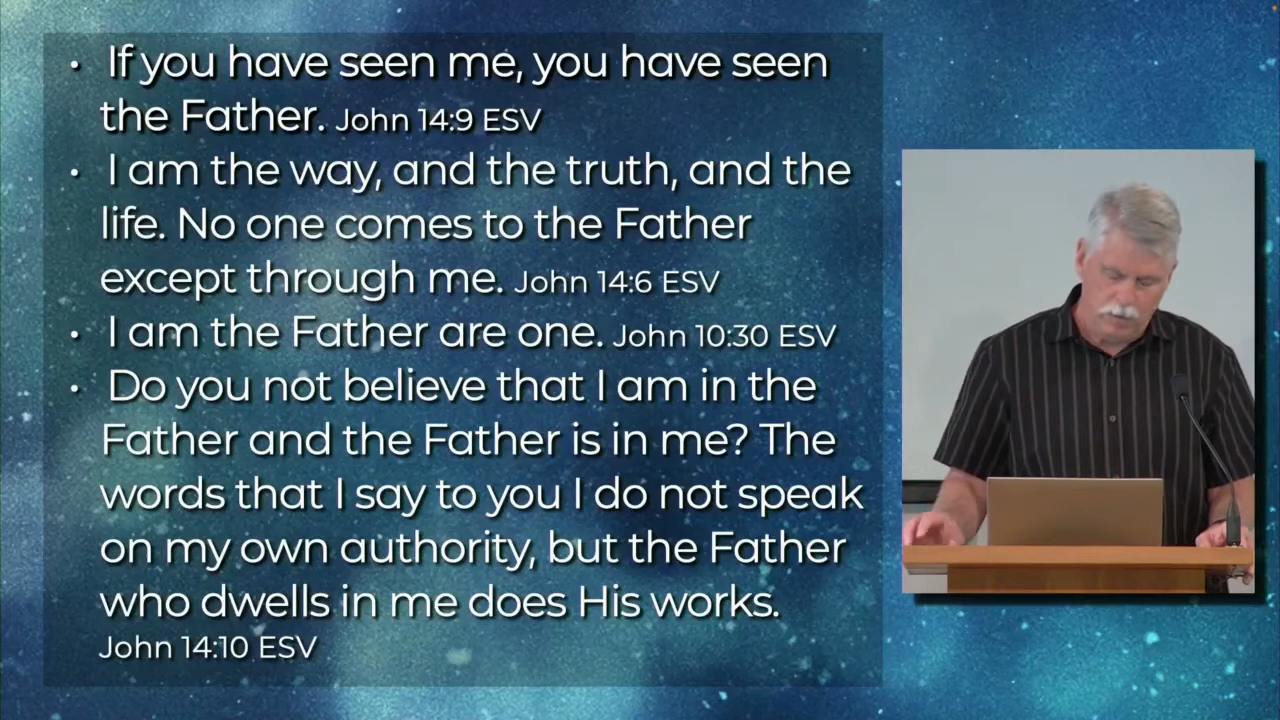 • If you have seen me, you have seen
the Father. John 14:9 ESV
• I am the way, and the truth, and the
life. No one comes to the Father
except through me. John 14:6 ESV
• I am the Father are one. John 10:30 ESV
• Do you not believe that I am in the
Father and the Father is in me? The
words that I say to you I do not speak
on my own authority, but the Father
who dwells in me does His works.
John 14:10 ESV